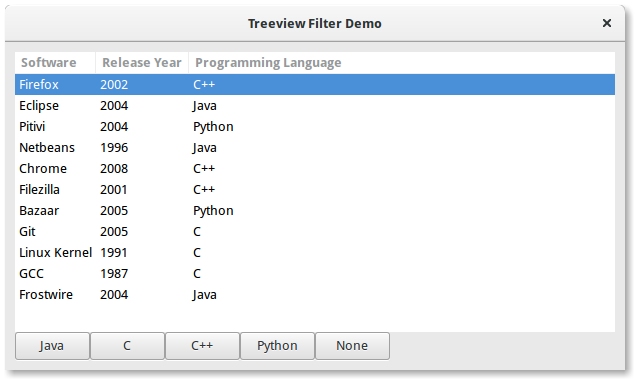 Treeview Filter Demo ×
Software Release Year Programming Language
Firefox 2002 C++
Eclipse 2004 Java
Pitivi 2004 Python
Netbeans 1996 Java
Chrome 2008 C++
Filezilla 2001 C++
Bazaar 2005 Python
Git 2005 C
Linux Kernel 1991 C
GCC 1987 C
Frostwire 2004 Java
Java C C++ Python None